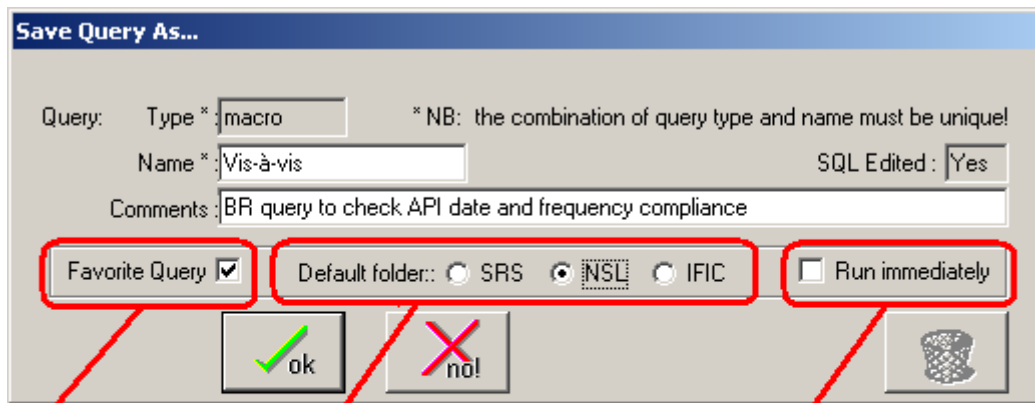 Save Query As...
Query: Type * : macro * NB: the combination of query type and name must be unique!
Name * : Vis-à-vis SQL Edited : Yes
Comments : BR query to check API date and frequency compliance
Favorite Query Default folder:: SRS NSL IFIC Run immediately
ok no!